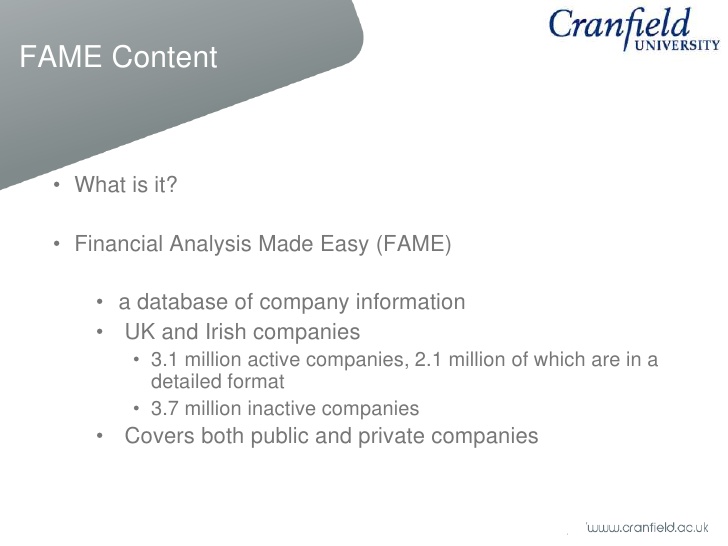 FAME Content
Cranfield
UNIVERSITY
• What is it?
• Financial Analysis Made Easy (FAME)
• a database of company information
• UK and Irish companies
• 3.1 million active companies, 2.1 million of which are in a
detailed format
• 3.7 million inactive companies
• Covers both public and private companies
www.cranfield.ac.uk